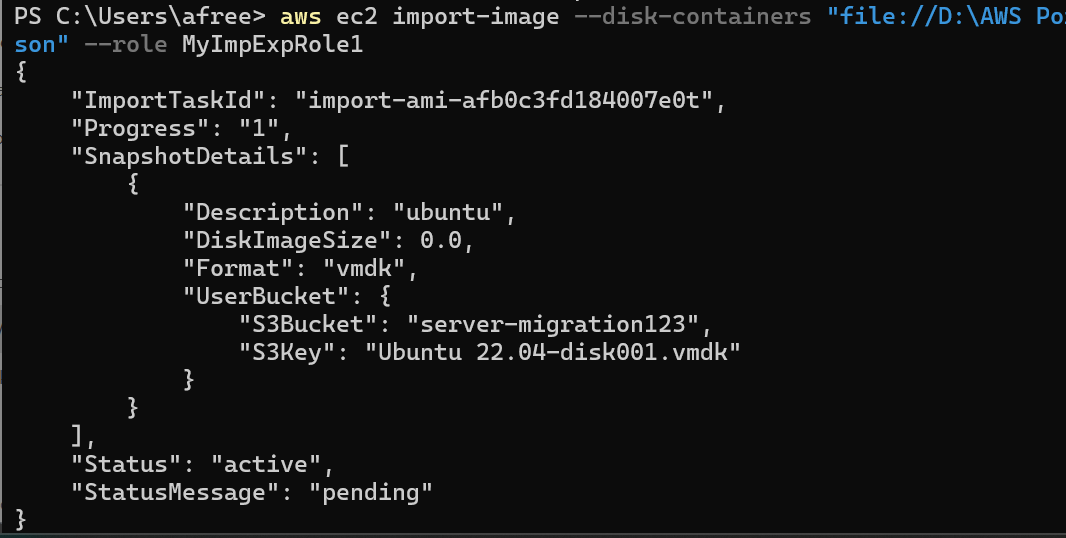 PS C:\Users\afree> aws ec2 import-image --disk-containers "file://D:\AWS
son" --role MyImpExpRole1
{
    "ImportTaskId": "import-ami-afb0c3fd184007e0t",
    "Progress": "1",
    "SnapshotDetails": [
        {
            "Description": "ubuntu",
            "DiskImageSize": 0.0,
            "Format": "vmdk",
            "UserBucket": {
                "S3Bucket": "server-migration123",
                "S3Key": "Ubuntu 22.04-disk001.vmdk"
            }
        }
    ],
    "Status": "active",
    "StatusMessage": "pending"
}